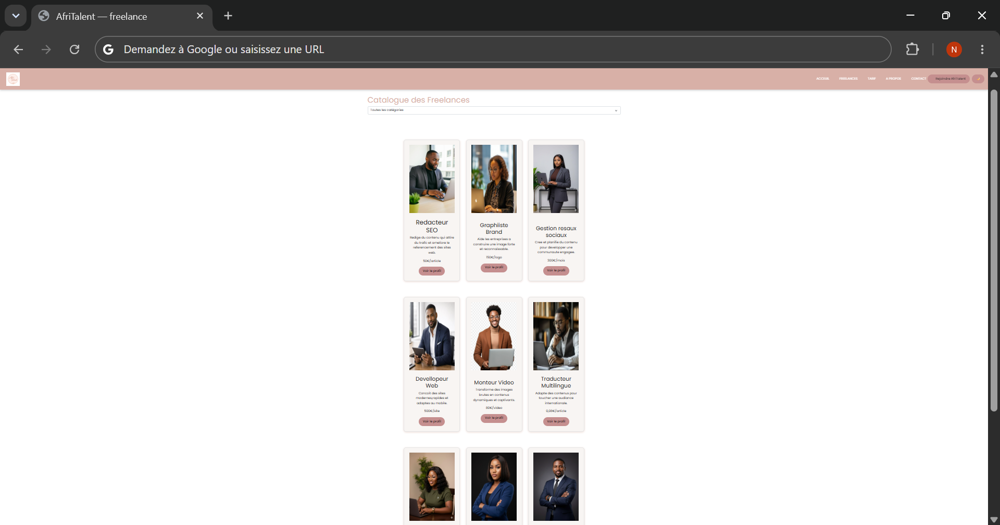 AfriTalent — freelance
Demandez à Google ou saisissez une URL
N
ACCEUIL FREELANCES TARIF A PROPOS CONTACT Rejoindre AfriTalent
Catalogue des Freelances
Toutes les catégories
Redacteur
SEO
Redige du contenu qui attire
du trafic et ameliore le
referencement des sites
web.
50€/article
Voir le profil
Graphiiste
Brand
Aide les entreprises a
construire une image forte
et reconnaissable.
150€/logo
Voir le profil
Gestion resaux
sociaux
Cree et planifie du contenu
pour developper une
communaute engagee.
300€/mois
Voir le profil
Devellopeur
Web
Concoit des sites
modernes,rapides et
adaptes au mobile.
500€/site
Voir le profil
Monteur Video
Transforme des images
brutes en contenus
dynamiques et captivants.
80€/video
Voir le profil
Traducteur
Multilingue
Adapte des contenus pour
toucher une audience
internationale.
0,08€/article
Voir le profil